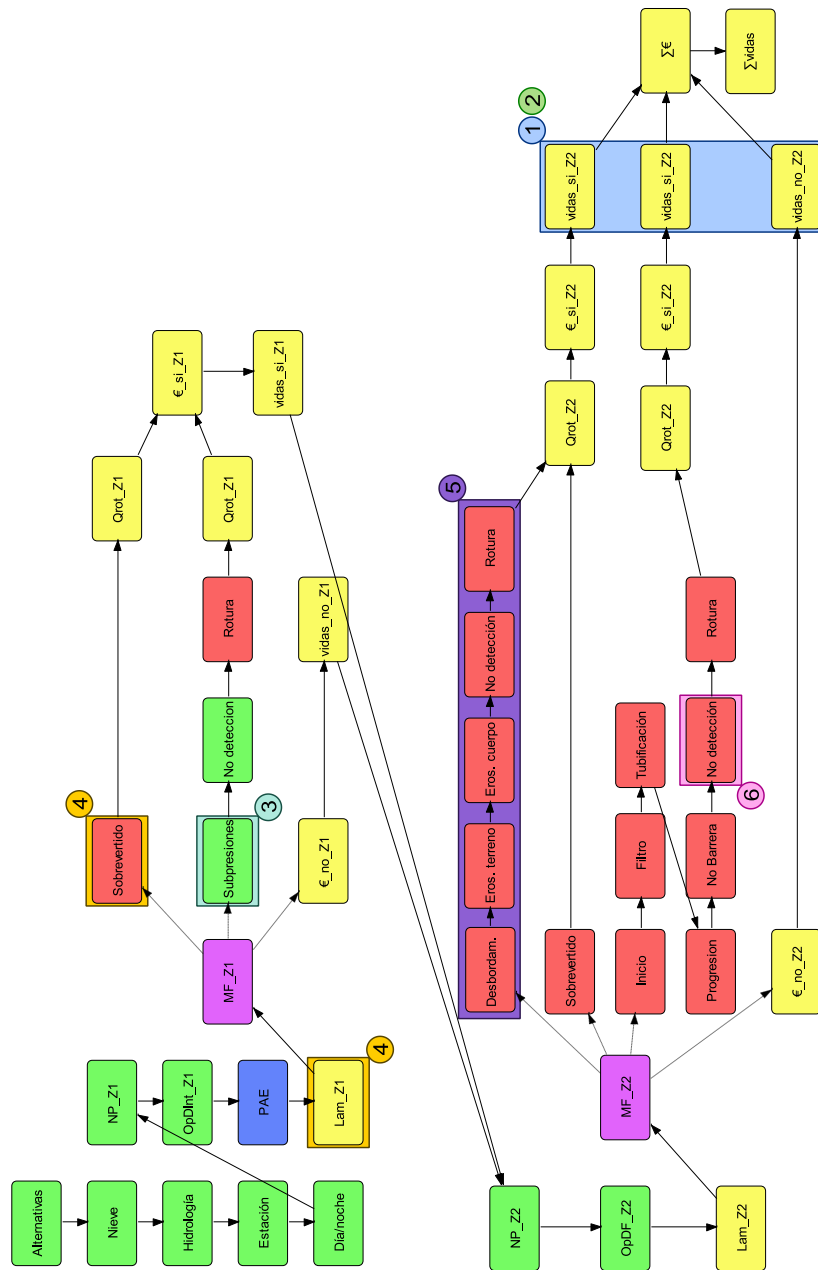 Alternativas
Nieve
Hidrología
Estación
Dia/noche
NP_Z1
OpDInt_Z1
PAE
Lam_Z1
4
MF_Z1
Sobrevertido
4
Subpresiones
3
€_no_Z1
No deteccion
Rotura
vidas_no_Z1
Qrot_Z1
Qrot_Z1
€_si_Z1
vidas_si_Z1
NP_Z2
OpDF_Z2
Lam_Z2
MF_Z2
Desbordam.
Eros. terreno
Eros. cuerpo
No detección
Rotura
5
Sobrevertido
Inicio
Filtro
Tubificación
Progresion
No Barrera
No detección
6
Rotura
€_no_Z2
Qrot_Z2
Qrot_Z2
€_si_Z2
€_si_Z2
vidas_si_Z2
vidas_si_Z2
vidas_no_Z2
1
2
Σ€
Σvidas